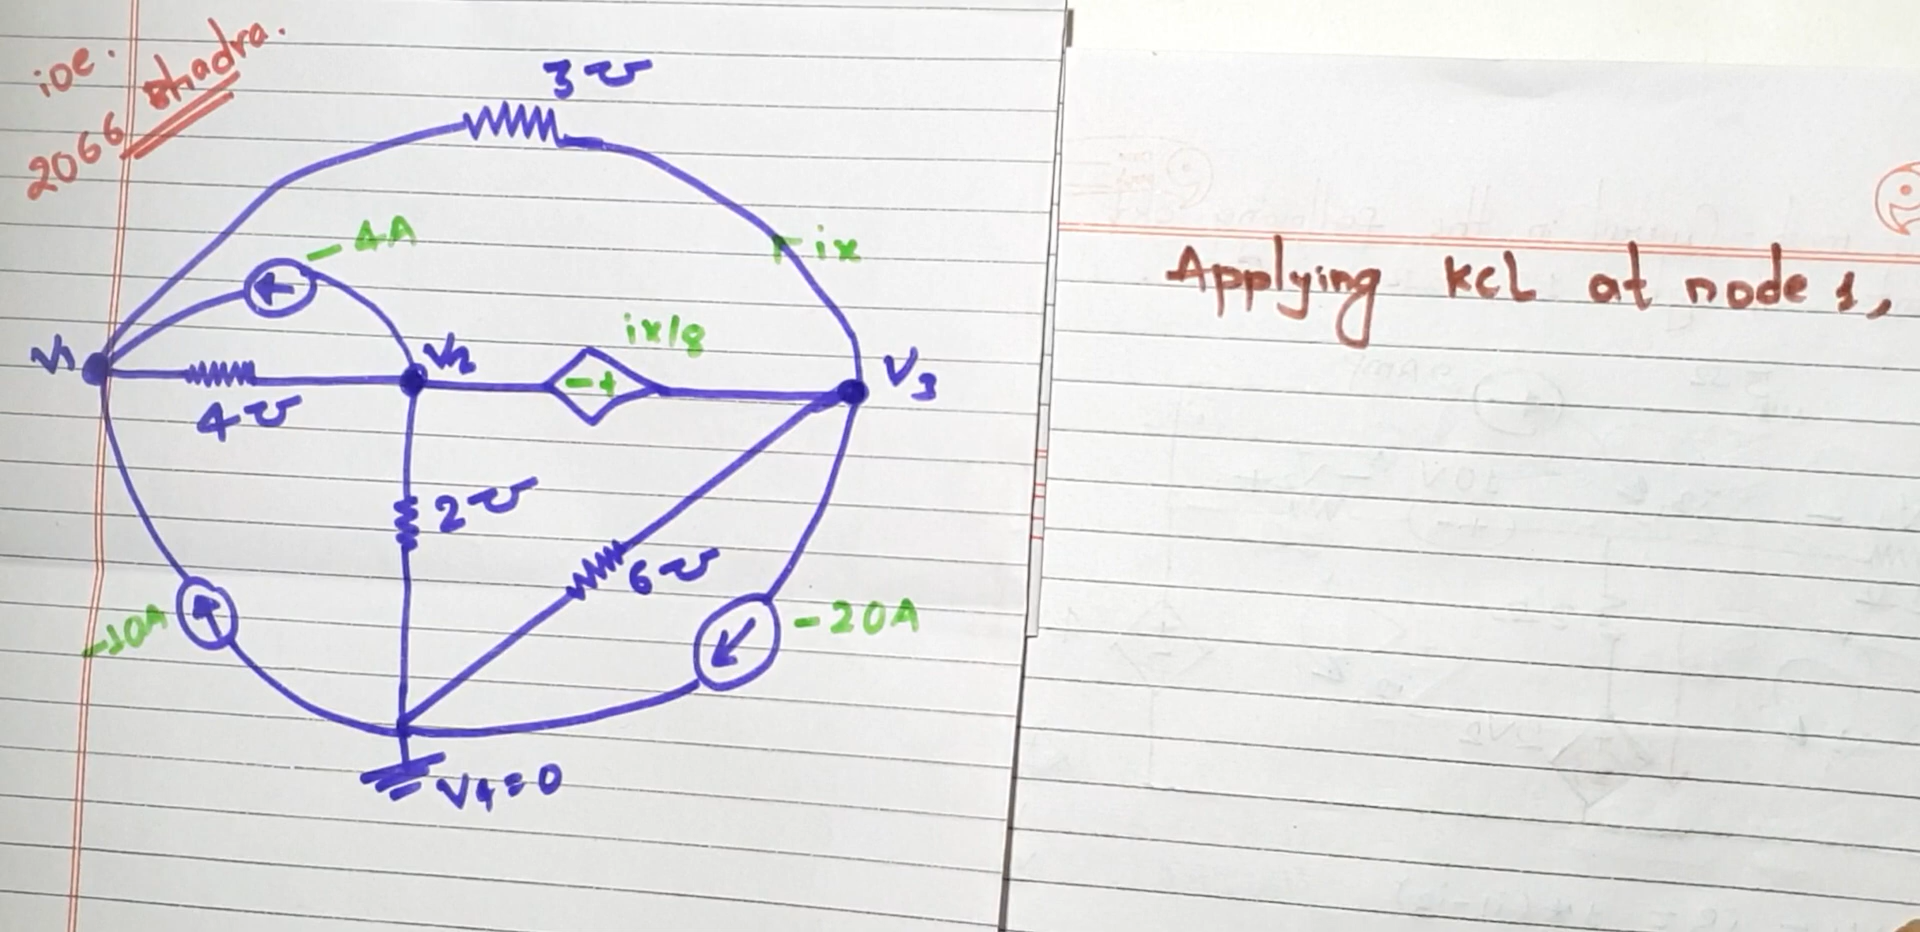 ioe.
2066 Bhadra.
3℧
-4A
ix
ix/8
V1
V2
V3
- +
4℧
2℧
6℧
-10A
-20A
V4=0
Applying KCL at node 1,